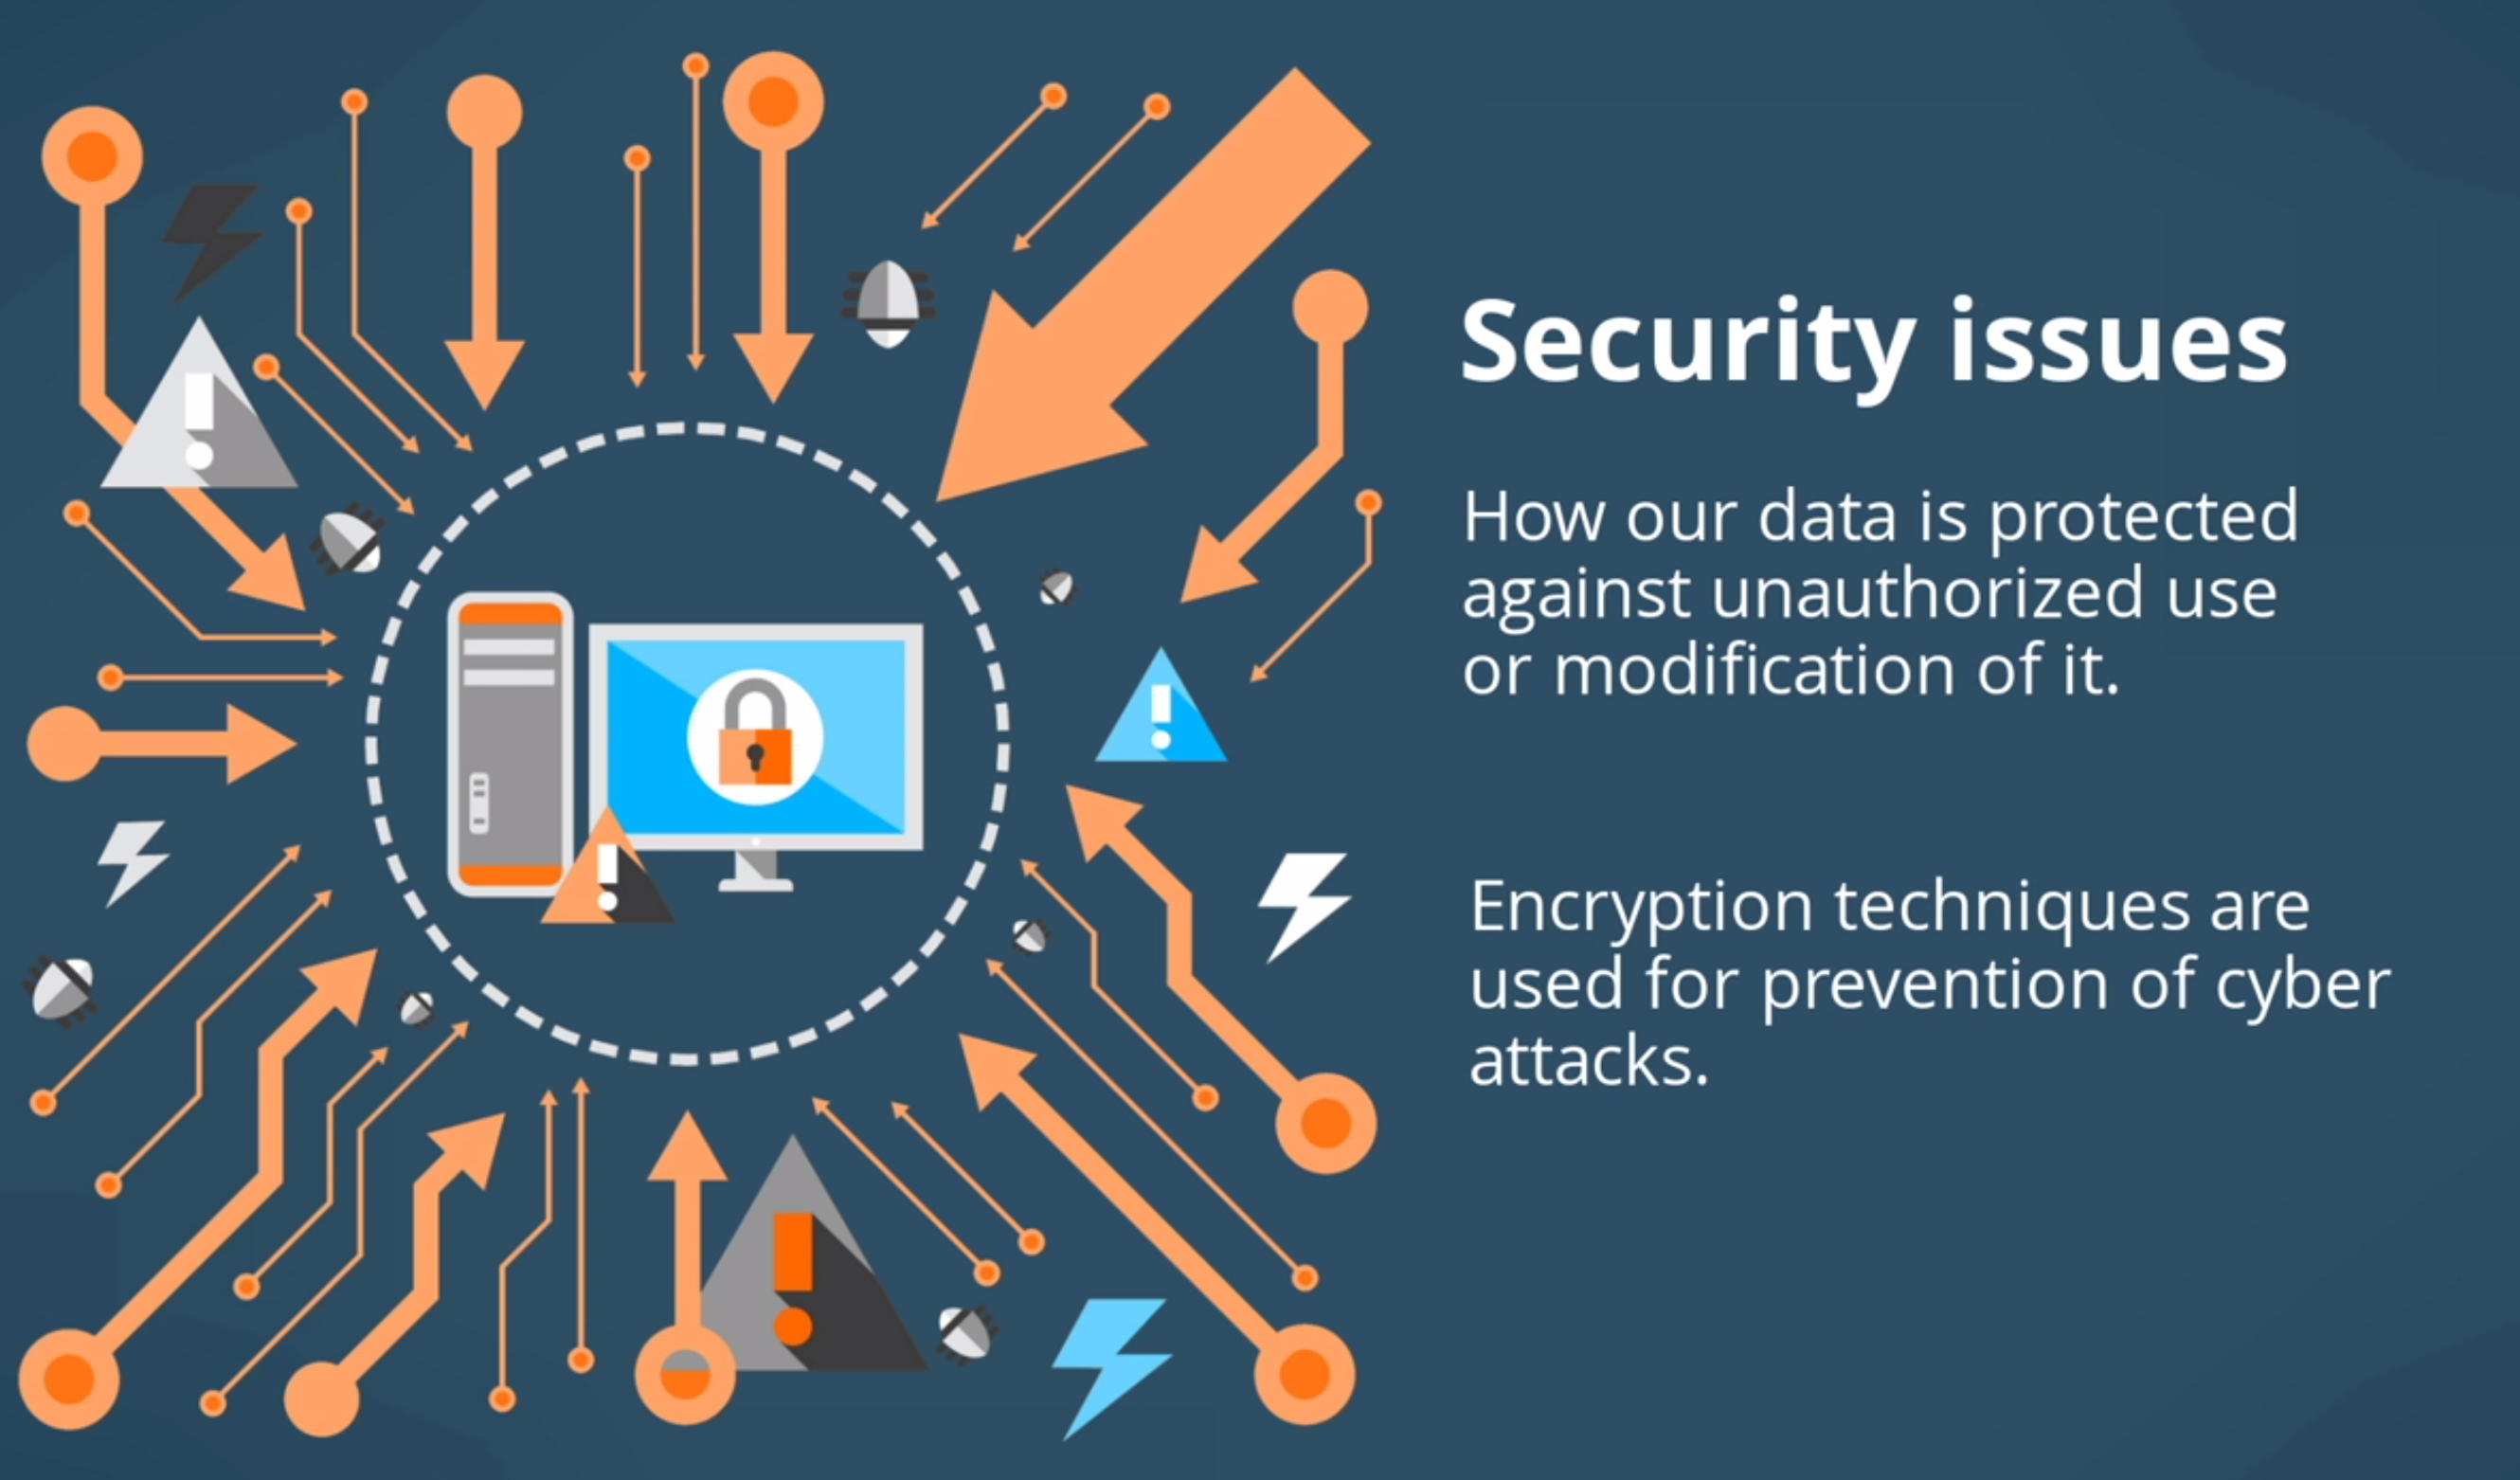 Security issues
How our data is protected
against unauthorized use
or modification of it.
Encryption techniques are
used for prevention of cyber
attacks.